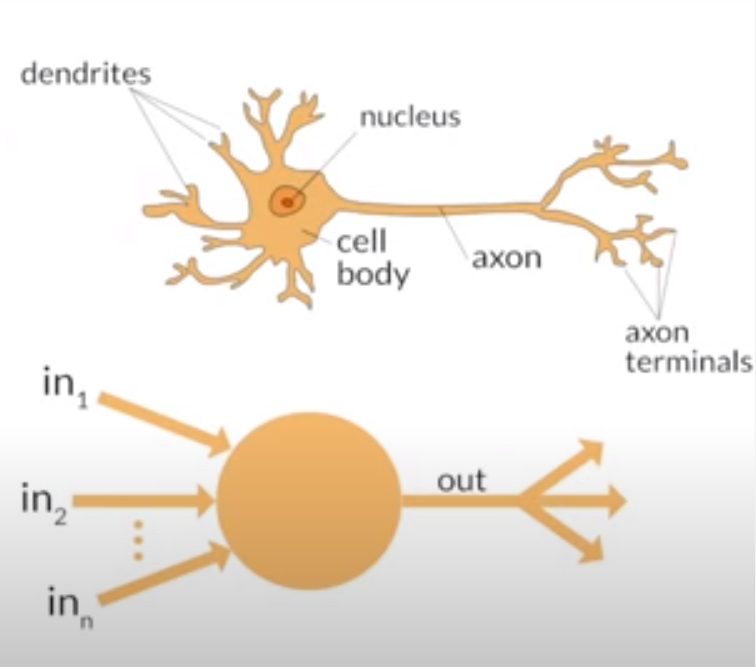 dendrites
nucleus
cell
body
axon
axon
terminals
in₁
in₂
out
inₙ